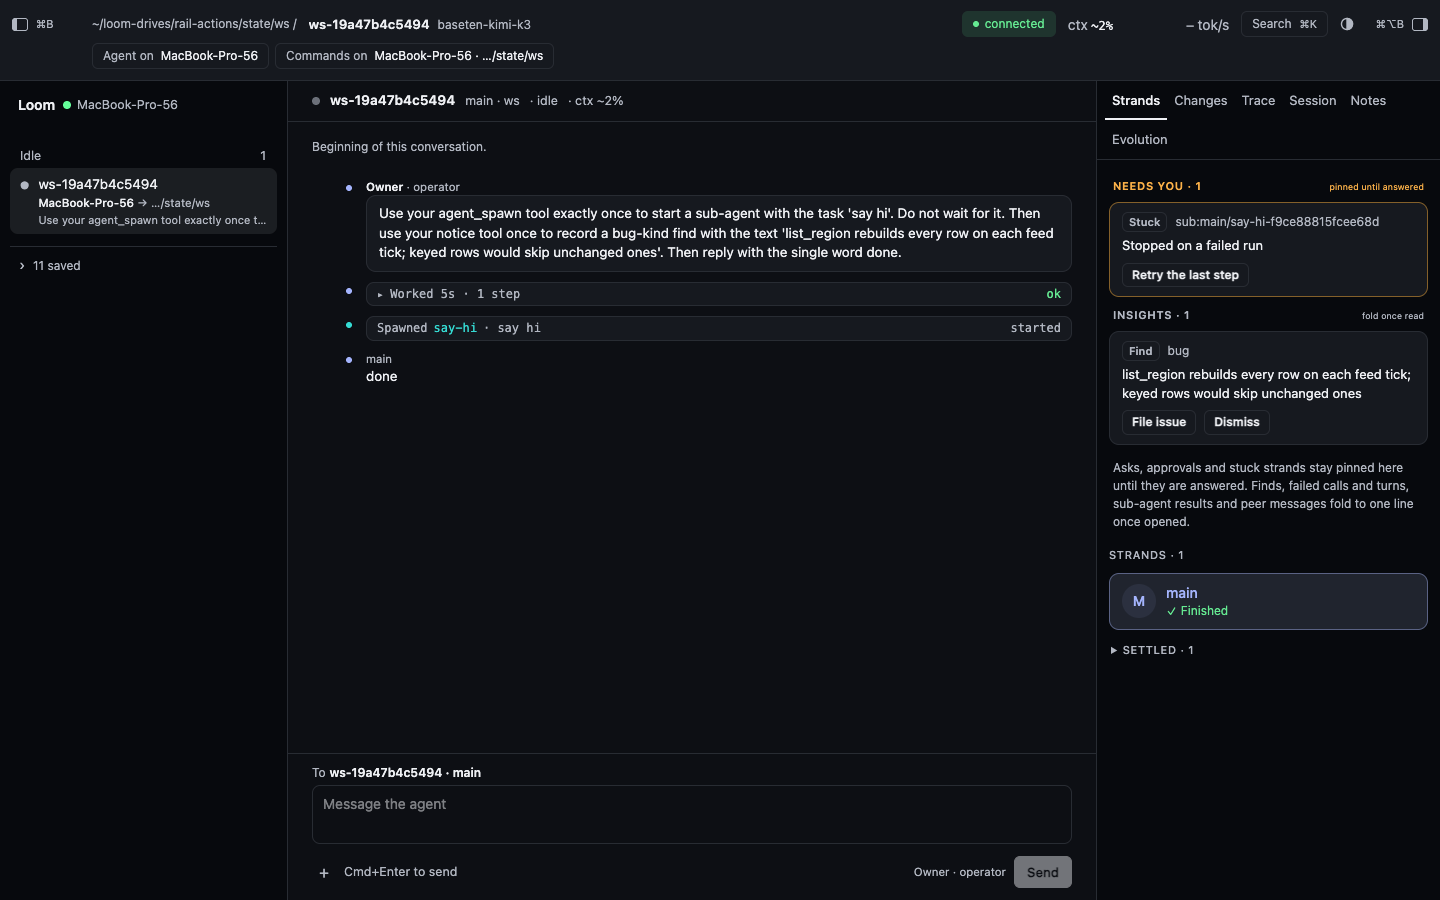 ⌘B
~/loom-drives/rail-actions/state/ws / ws-19a47b4c5494 baseten-kimi-k3
connected ctx ~2%
– tok/s
Search ⌘K
⌘⌥B
Agent on MacBook-Pro-56
Commands on MacBook-Pro-56 · …/state/ws
Loom MacBook-Pro-56
Idle 1
ws-19a47b4c5494
MacBook-Pro-56 → …/state/ws
Use your agent_spawn tool exactly once t…
› 11 saved
ws-19a47b4c5494 main · ws · idle · ctx ~2%
Beginning of this conversation.
Owner · operator
Use your agent_spawn tool exactly once to start a sub-agent with the task 'say hi'. Do not wait for it. Then
use your notice tool once to record a bug-kind find with the text 'list_region rebuilds every row on each feed
tick; keyed rows would skip unchanged ones'. Then reply with the single word done.
▸ Worked 5s · 1 step ok
Spawned say-hi · say hi started
main
done
To ws-19a47b4c5494 · main
Message the agent
+ Cmd+Enter to send
Owner · operator Send
Strands Changes Trace Session Notes
Evolution
NEEDS YOU · 1 pinned until answered
Stuck sub:main/say-hi-f9ce88815fcee68d
Stopped on a failed run
Retry the last step
INSIGHTS · 1 fold once read
Find bug
list_region rebuilds every row on each feed tick;
keyed rows would skip unchanged ones
File issue Dismiss
Asks, approvals and stuck strands stay pinned here
until they are answered. Finds, failed calls and turns,
sub-agent results and peer messages fold to one line
once opened.
STRANDS · 1
M main
✓ Finished
▶ SETTLED · 1